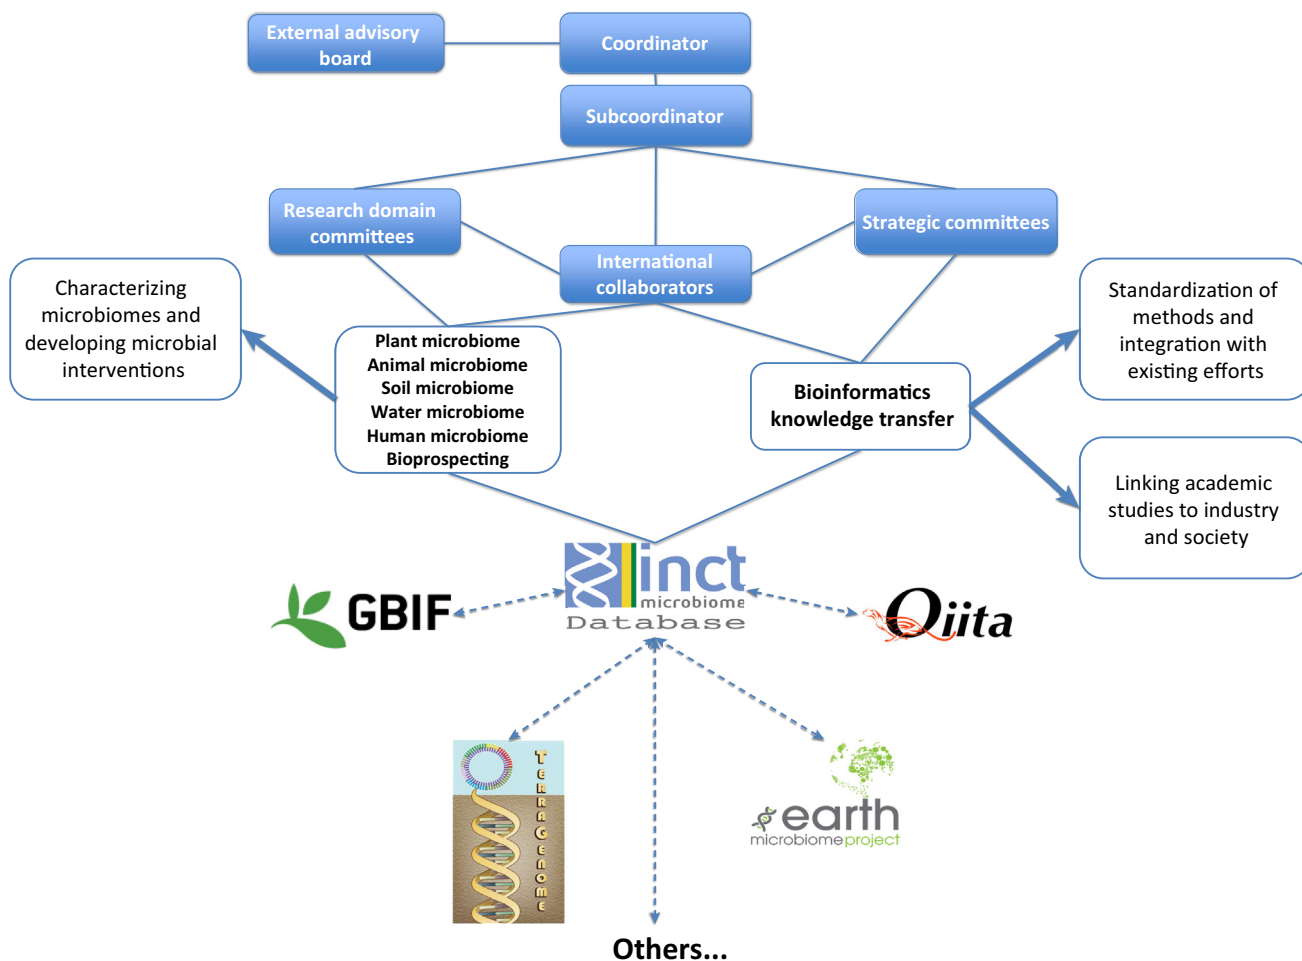 External advisory
board
Coordinator
Subcoordinator
Research domain
committees
Strategic committees
International
collaborators
Characterizing
microbiomes and
developing microbial
interventions
Plant microbiome
Animal microbiome
Soil microbiome
Water microbiome
Human microbiome
Bioprospecting
Bioinformatics
knowledge transfer
Standardization of
methods and
integration with
existing efforts
Linking academic
studies to industry
and society
inct
microbiome
Database
GBIF
Qiita
TERRAGENOME
earth
microbiomeproject
Others...